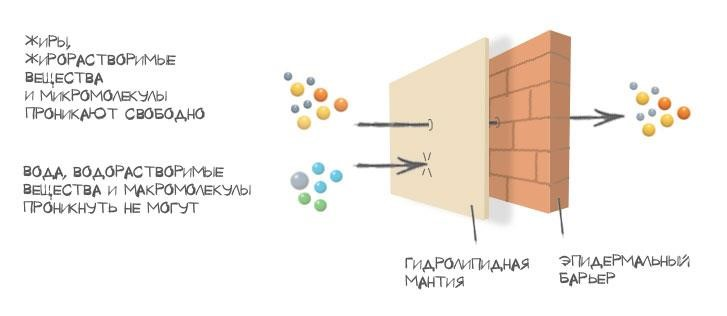 ЖИРЫ,
ЖИРОРАСТВОРИМЫЕ
ВЕЩЕСТВА
И МИКРОМОЛЕКУЛЫ
ПРОНИКАЮТ СВОБОДНО
ВОДА, ВОДОРАСТВОРИМЫЕ
ВЕЩЕСТВА И МАКРОМОЛЕКУЛЫ
ПРОНИКНУТЬ НЕ МОГУТ
ГИДРОЛИПИДНАЯ
МАНТИЯ
ЭПИДЕРМАЛЬНЫЙ
БАРЬЕР